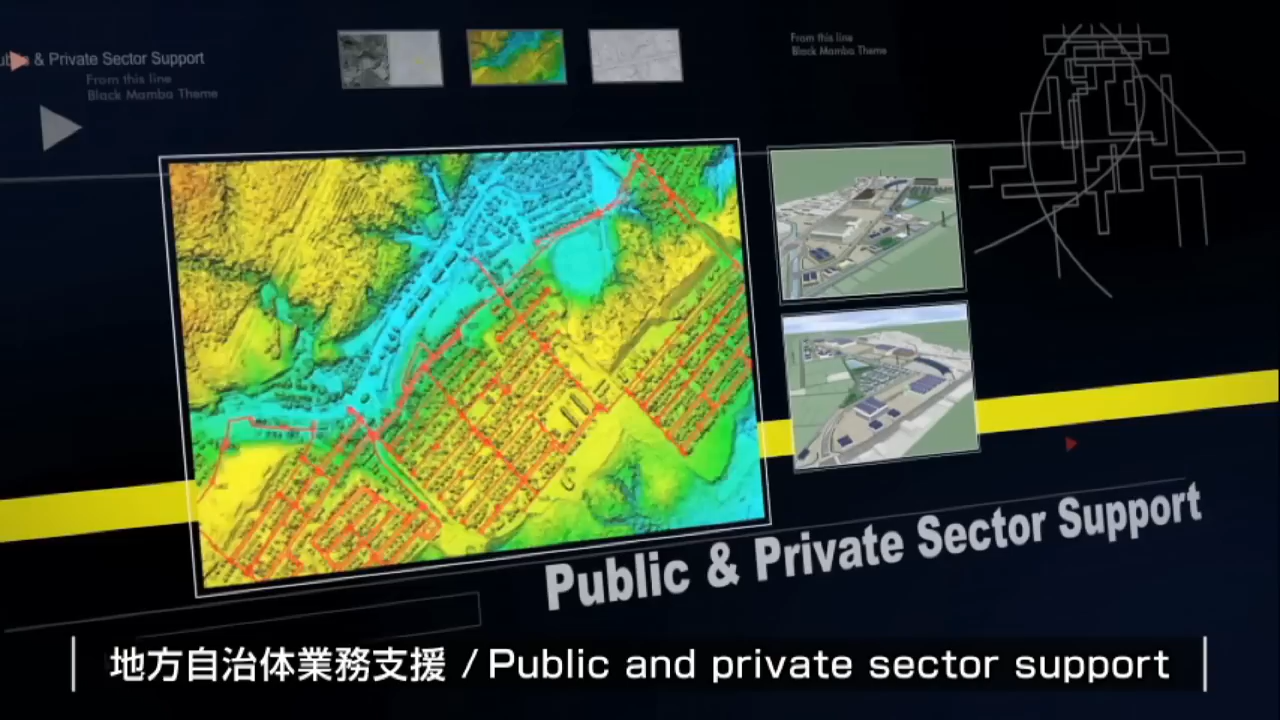 & Private Sector Support
From this line
Black Mamba Theme
From this line
Black Mamba Theme
Public & Private Sector Support
地方自治体業務支援 / Public and private sector support